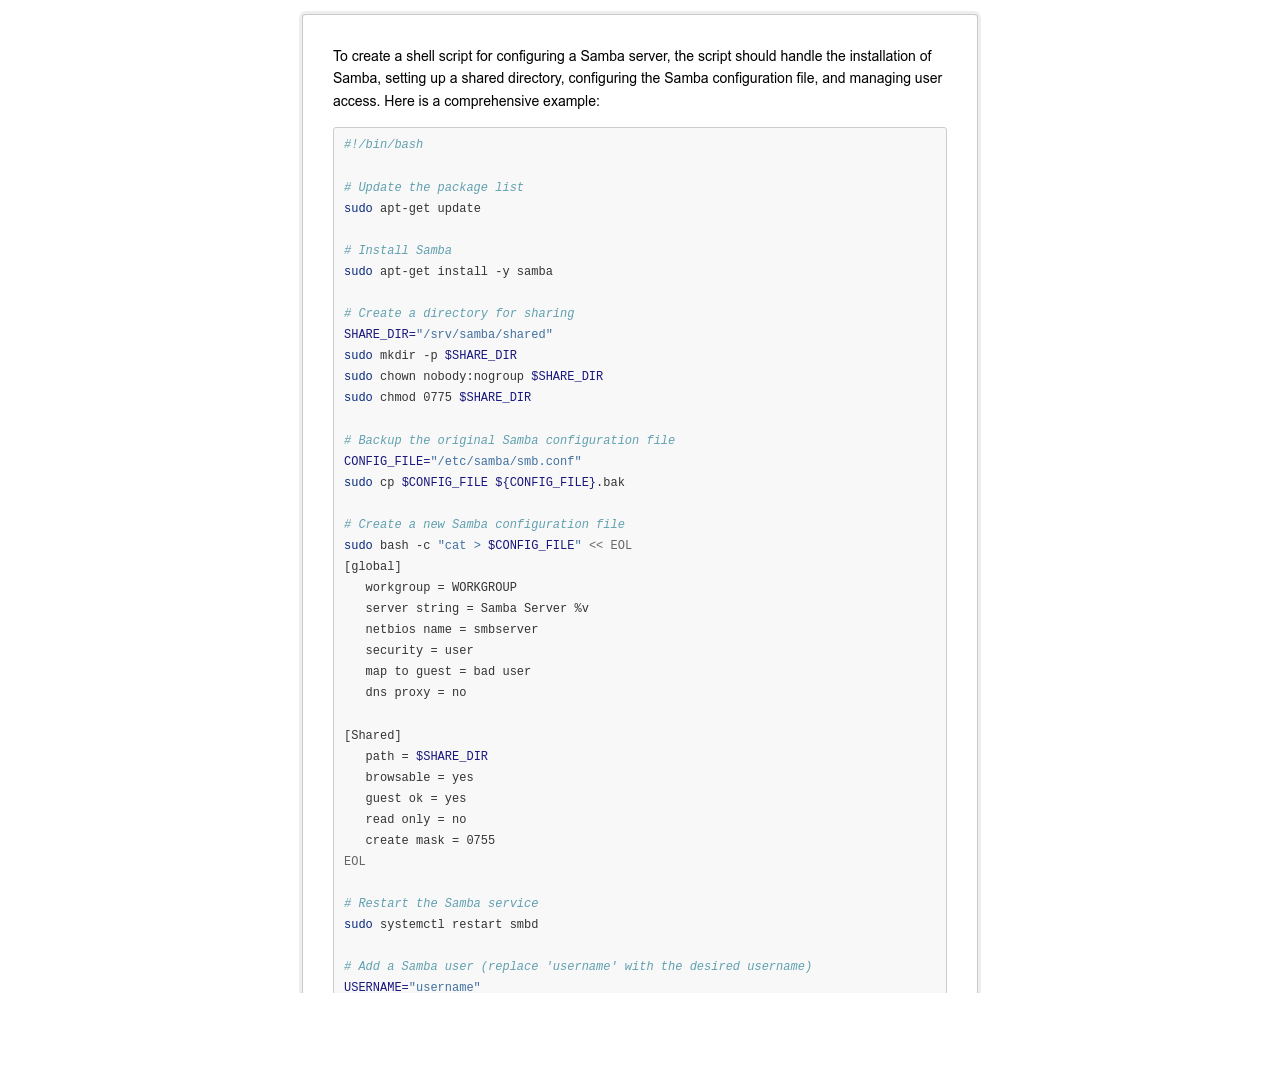 To create a shell script for configuring a Samba server, the script should handle the installation of
Samba, setting up a shared directory, configuring the Samba configuration file, and managing user
access. Here is a comprehensive example:
#!/bin/bash
# Update the package list
sudo apt-get update
# Install Samba
sudo apt-get install -y samba
# Create a directory for sharing
SHARE_DIR="/srv/samba/shared"
sudo mkdir -p $SHARE_DIR
sudo chown nobody:nogroup $SHARE_DIR
sudo chmod 0775 $SHARE_DIR
# Backup the original Samba configuration file
CONFIG_FILE="/etc/samba/smb.conf"
sudo cp $CONFIG_FILE ${CONFIG_FILE}.bak
# Create a new Samba configuration file
sudo bash -c "cat > $CONFIG_FILE" << EOL
[global]
   workgroup = WORKGROUP
   server string = Samba Server %v
   netbios name = smbserver
   security = user
   map to guest = bad user
   dns proxy = no
[Shared]
   path = $SHARE_DIR
   browsable = yes
   guest ok = yes
   read only = no
   create mask = 0755
EOL
# Restart the Samba service
sudo systemctl restart smbd
# Add a Samba user (replace 'username' with the desired username)
USERNAME="username"